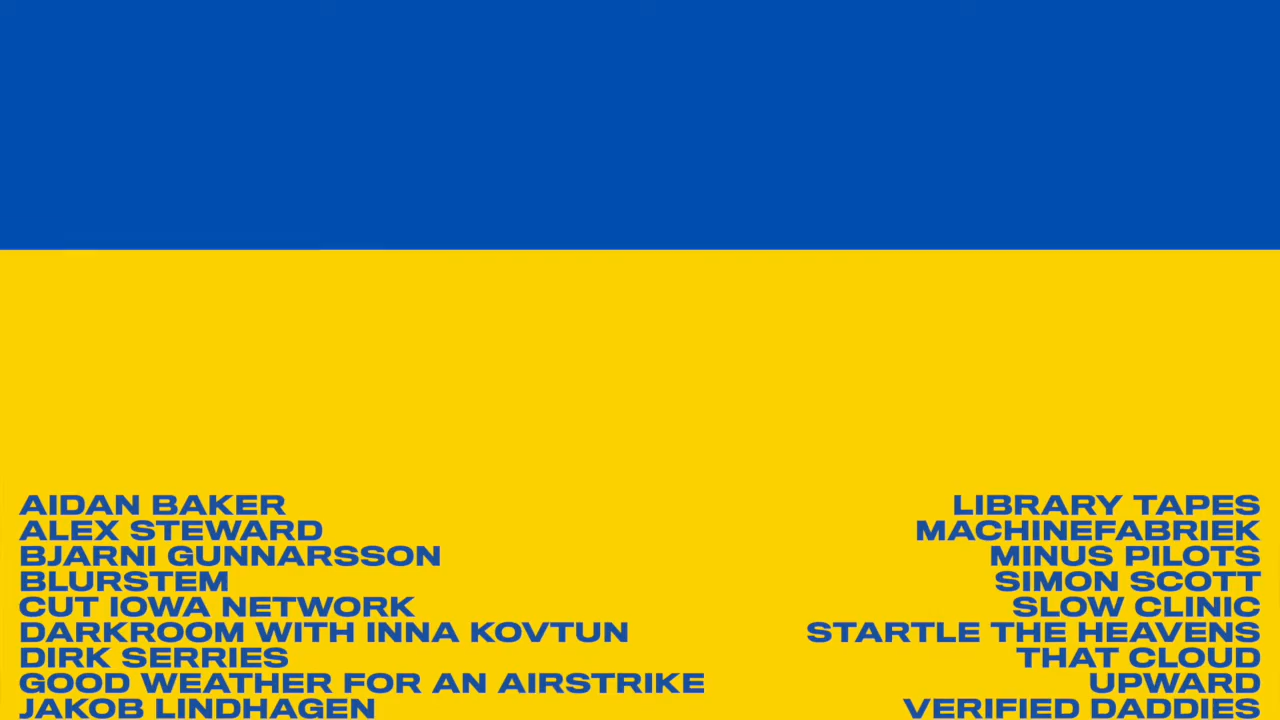 AIDAN BAKER
ALEX STEWARD
BJARNI GUNNARSSON
BLURSTEM
CUT IOWA NETWORK
DARKROOM WITH INNA KOVTUN
DIRK SERRIES
GOOD WEATHER FOR AN AIRSTRIKE
JAKOB LINDHAGEN
LIBRARY TAPES
MACHINEFABRIEK
MINUS PILOTS
SIMON SCOTT
SLOW CLINIC
STARTLE THE HEAVENS
THAT CLOUD
UPWARD
VERIFIED DADDIES